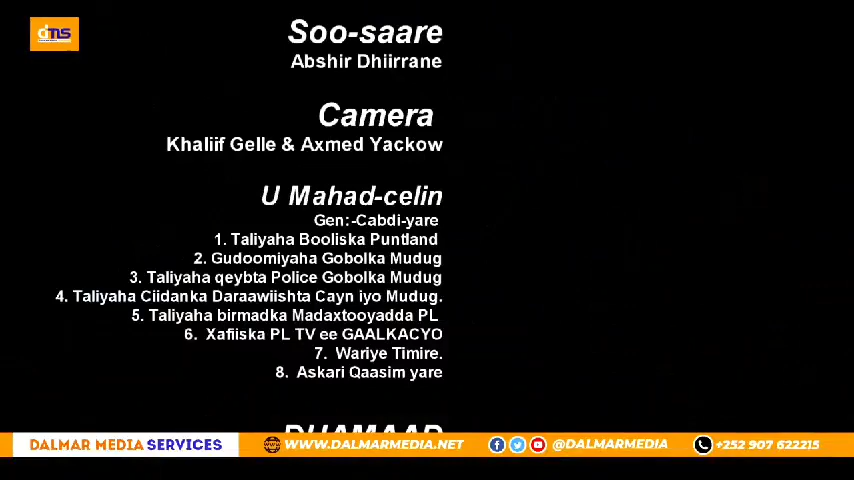 dms
Soo-saare
Abshir Dhiirrane
Camera
Khaliif Gelle & Axmed Yackow
U Mahad-celin
Gen:-Cabdi-yare
1. Taliyaha Booliska Puntland
2. Gudoomiyaha Gobolka Mudug
3. Taliyaha qeybta Police Gobolka Mudug
4. Taliyaha Ciidanka Daraawiishta Cayn iyo Mudug.
5. Taliyaha birmadka Madaxtooyadda PL
6. Xafiiska PL TV ee GAALKACYO
7. Wariye Timire.
8. Askari Qaasim yare
DHAMAAD
DALMAR MEDIA SERVICES
WWW.DALMARMEDIA.NET
@DALMARMEDIA
+252 907 622215